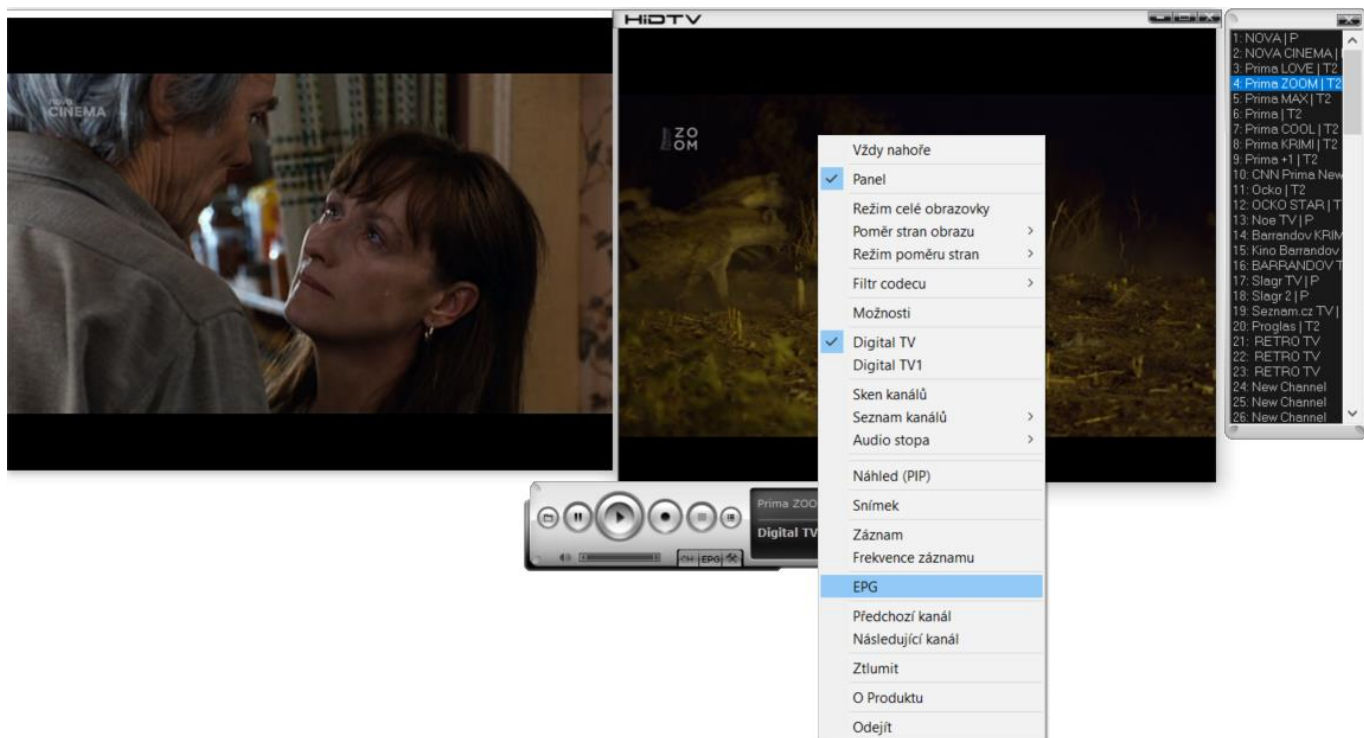 nova
CINEMA
HiDTV
ZO
OM
Vždy nahoře
Panel
Režim celé obrazovky
Poměr stran obrazu
Režim poměru stran
Filtr codecu
Možnosti
Digital TV
Digital TV1
Sken kanálů
Seznam kanálů
Audio stopa
Náhled (PIP)
Snímek
Záznam
Frekvence záznamu
EPG
Předchozí kanál
Následující kanál
Ztlumit
O Produktu
Odejít
Prima ZOO
Digital TV
CH EPG
1: NOVA | P
2: NOVA CINEMA |
3: Prima LOVE | T2
4: Prima ZOOM | T2
5: Prima MAX | T2
6: Prima | T2
7: Prima COOL | T2
8: Prima KRIMI | T2
9: Prima +1 | T2
10: CNN Prima New
11: Ocko | T2
12: OCKO STAR | T
13: Noe TV | P
14: Barrandov KRIM
15: Kino Barrandov
16: BARRANDOV T
17: Slagr TV | P
18: Slagr 2 | P
19: Seznam.cz TV |
20: Proglas | T2
21: RETRO TV
22: RETRO TV
23: RETRO TV
24: New Channel
25: New Channel
26: New Channel